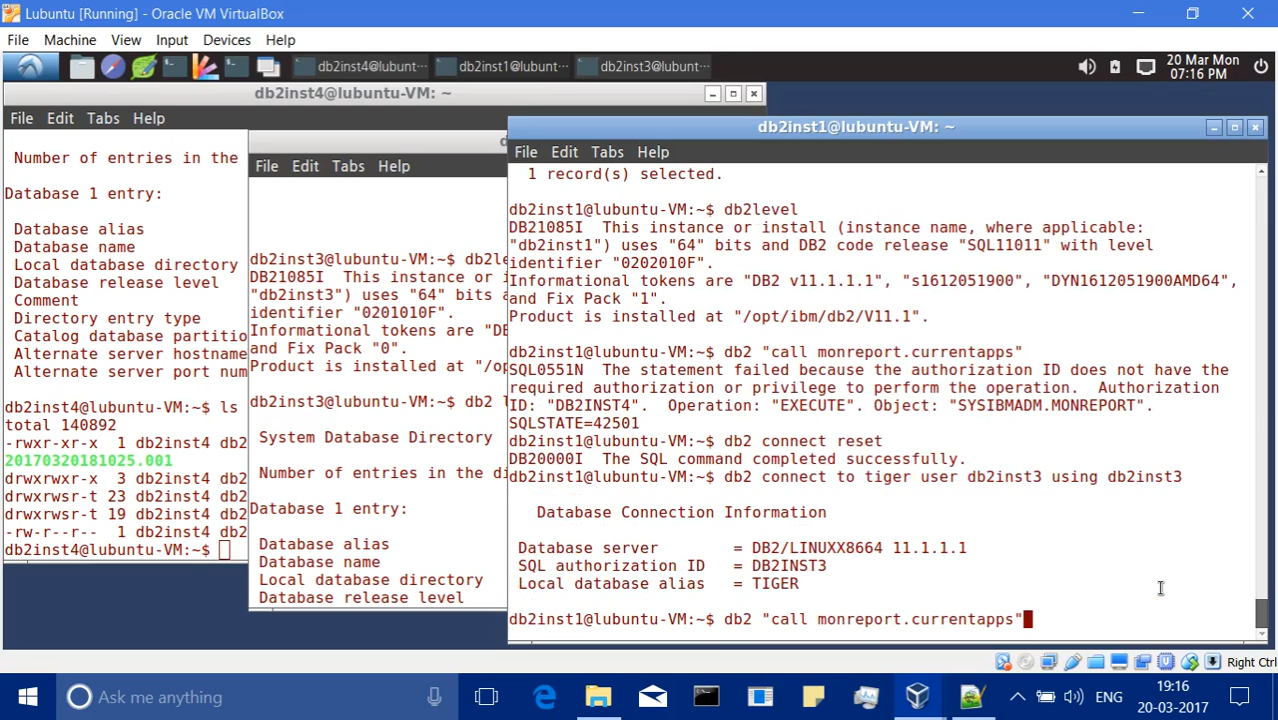 Lubuntu [Running] - Oracle VM VirtualBox
File Machine View Input Devices Help
db2inst4@lubunt··· db2inst1@lubunt··· db2inst3@lubunt···
20 Mar Mon
07:16 PM
db2inst4@lubuntu-VM: ~
File Edit Tabs Help
Number of entries in the
Database 1 entry:
Database alias
Database name
Local database directory
Database release level
Comment
Directory entry type
Catalog database partitio
Alternate server hostname
Alternate server port num
db2inst4@lubuntu-VM:~$ ls
total 140892
-rwxr-xr-x 1 db2inst4 db2
20170320181025.001
drwxrwxr-x 3 db2inst4 db2
drwxrwsr-t 23 db2inst4 db2
drwxrwsr-t 19 db2inst4 db2
-rw-r--r-- 1 db2inst4 db2
db2inst4@lubuntu-VM:~$
d
File Edit Tabs Help
db2inst3@lubuntu-VM:~$ db2le
DB21085I This instance or i
"db2inst3") uses "64" bits a
identifier "0201010F".
Informational tokens are "DB
and Fix Pack "0".
Product is installed at "/op
db2inst3@lubuntu-VM:~$ db2 l
System Database Directory
Number of entries in the di
Database 1 entry:
Database alias
Database name
Local database directory
Database release level
db2inst1@lubuntu-VM: ~
File Edit Tabs Help
1 record(s) selected.
db2inst1@lubuntu-VM:~$ db2level
DB21085I This instance or install (instance name, where applicable:
"db2inst1") uses "64" bits and DB2 code release "SQL11011" with level
identifier "0202010F".
Informational tokens are "DB2 v11.1.1.1", "s1612051900", "DYN1612051900AMD64",
and Fix Pack "1".
Product is installed at "/opt/ibm/db2/V11.1".
db2inst1@lubuntu-VM:~$ db2 "call monreport.currentapps"
SQL0551N The statement failed because the authorization ID does not have the
required authorization or privilege to perform the operation. Authorization
ID: "DB2INST4". Operation: "EXECUTE". Object: "SYSIBMADM.MONREPORT".
SQLSTATE=42501
db2inst1@lubuntu-VM:~$ db2 connect reset
DB20000I The SQL command completed successfully.
db2inst1@lubuntu-VM:~$ db2 connect to tiger user db2inst3 using db2inst3
Database Connection Information
Database server = DB2/LINUXX8664 11.1.1.1
SQL authorization ID = DB2INST3
Local database alias = TIGER
db2inst1@lubuntu-VM:~$ db2 "call monreport.currentapps"
Right Ctrl
Ask me anything
ENG
19:16
20-03-2017